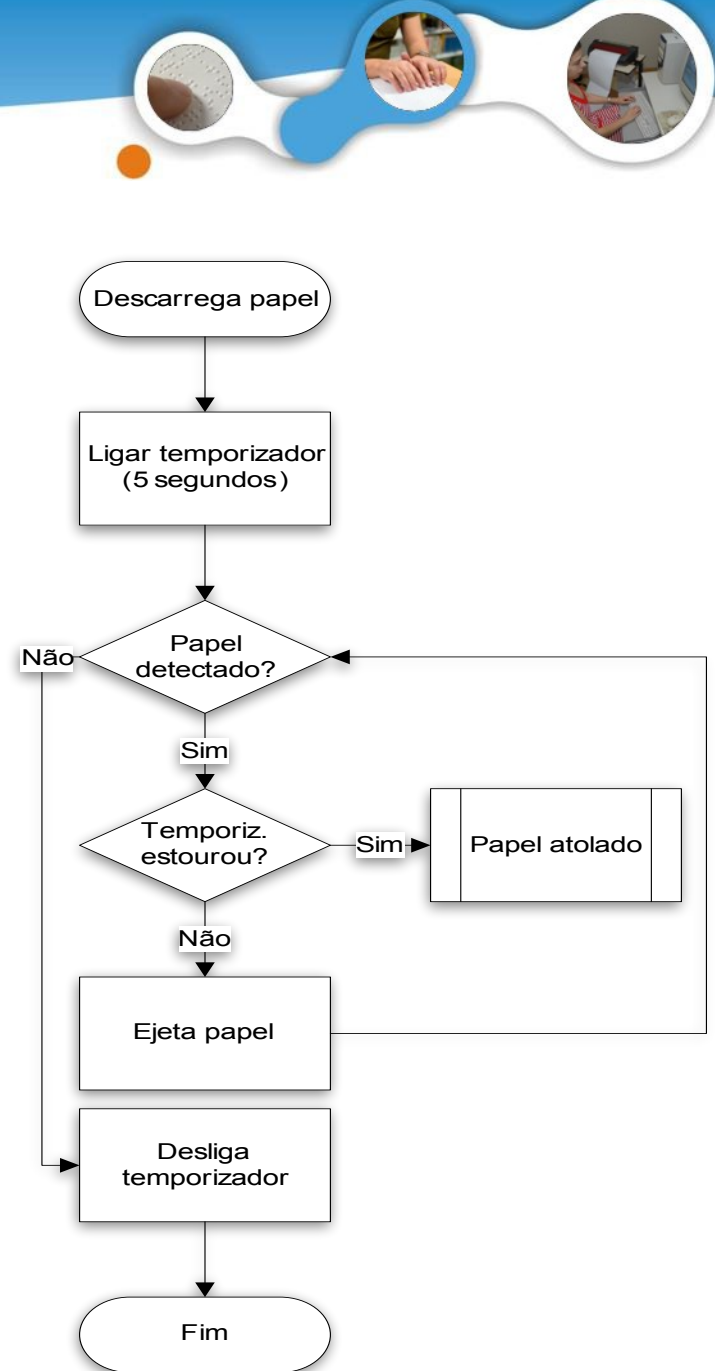 Descarrega papel
Ligar temporizador
(5 segundos)
Papel
detectado?
Não
Sim
Temporiz.
estourou?
Sim
Papel atolado
Não
Ejeta papel
Desliga
temporizador
Fim